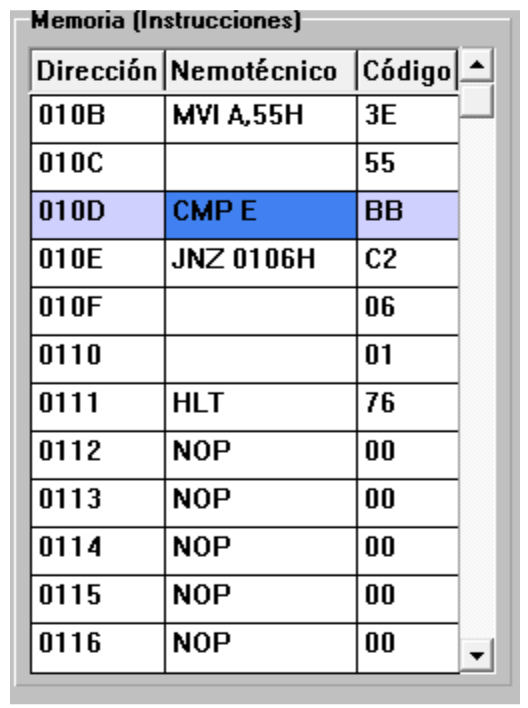 Memoria (Instrucciones)
Dirección Nemotécnico Código
010B MVI A,55H 3E
010C 55
010D CMP E BB
010E JNZ 0106H C2
010F 06
0110 01
0111 HLT 76
0112 NOP 00
0113 NOP 00
0114 NOP 00
0115 NOP 00
0116 NOP 00